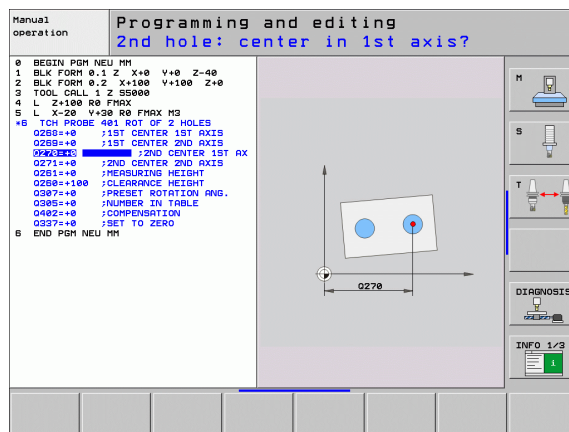 Manual
operation
Programming and editing
2nd hole: center in 1st axis?
0 BEGIN PGM NEU MM
1 BLK FORM 0.1 Z X+0 Y+0 Z-40
2 BLK FORM 0.2 X+100 Y+100 Z+0
3 TOOL CALL 1 Z S5000
4 L Z+100 R0 FMAX
5 L X-20 Y+30 R0 FMAX M3
*6 TCH PROBE 401 ROT OF 2 HOLES
Q268=+0 ;1ST CENTER 1ST AXIS
Q269=+0 ;1ST CENTER 2ND AXIS
Q270=+0 ;2ND CENTER 1ST AX
Q271=+0 ;2ND CENTER 2ND AXIS
Q261=+0 ;MEASURING HEIGHT
Q260=+100 ;CLEARANCE HEIGHT
Q307=+0 ;PRESET ROTATION ANG.
Q305=+0 ;NUMBER IN TABLE
Q402=+0 ;COMPENSATION
Q337=+0 ;SET TO ZERO
6 END PGM NEU MM
Q270
M
S
T
DIAGNOSIS
INFO 1/3
i